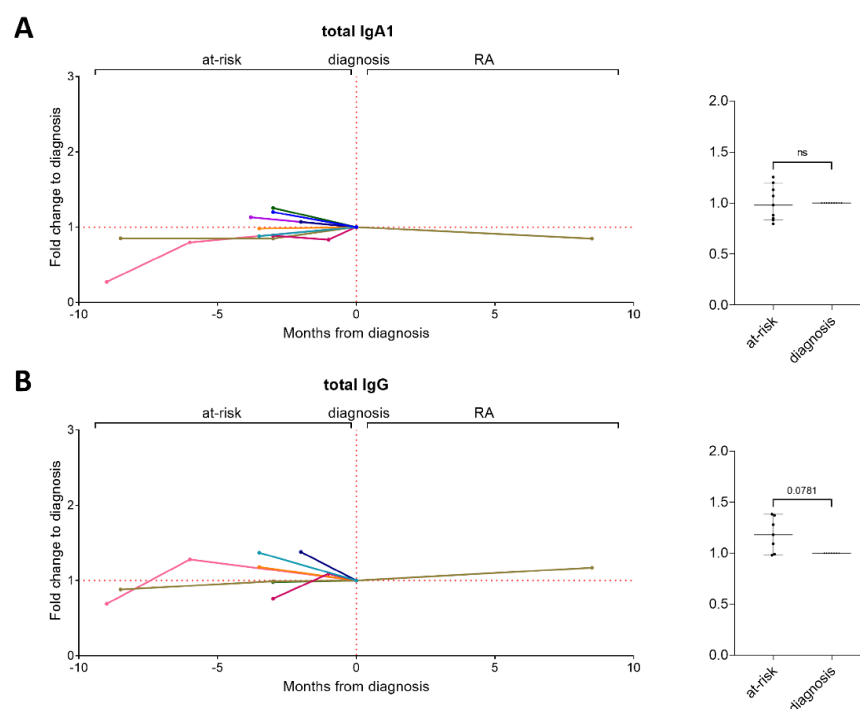 A
total IgA1
at-risk diagnosis RA
Fold change to diagnosis
3
2
1
0
-10 -5 0 5 10
Months from diagnosis
2.0
1.5
1.0
0.5
0.0
ns
at-risk diagnosis
B
total IgG
at-risk diagnosis RA
Fold change to diagnosis
3
2
1
0
-10 -5 0 5 10
Months from diagnosis
2.0
1.5
1.0
0.5
0.0
0.0781
at-risk diagnosis